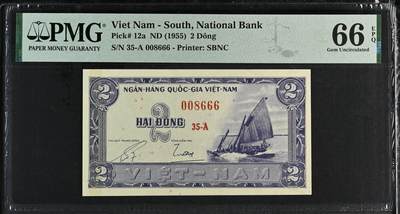 PMG
PAPER MONEY GUARANTY
Viet Nam - South, National Bank
Pick# 12a ND (1955) 2 Dông
S/N 35-A 008666 - Printer: SBNC
66 EPQ
Gem Uncirculated
NGÂN-HÀNG QUỐC-GIA VIỆT-NAM
2
2
008666
HAI ĐỒNG
2
35-A
2
2
VIỆT-NAM